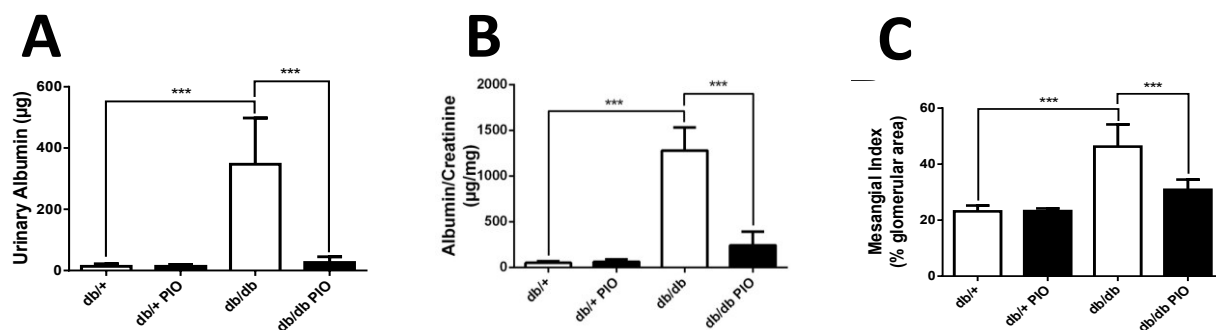 A
Urinary Albumin (µg)
600
400
200
0
***
***
db/+
db/+ PIO
db/db
db/db PIO
B
Albumin/Creatinine
(µg/mg)
2000
1500
1000
500
0
***
***
db/+
db/+ PIO
db/db
db/db PIO
C
Mesangial Index
(% glomerular area)
60
40
20
0
***
***
db/+
db/+ PIO
db/db
db/db PIO